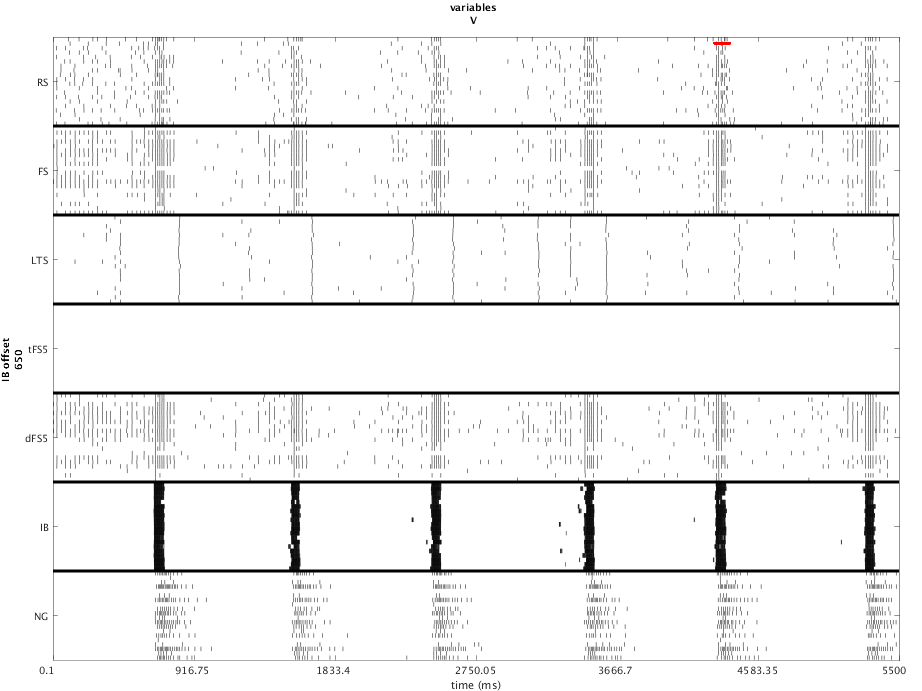 variables
V
RS
FS
LTS
tFS5
dFS5
IB
NG
IB offset
650
0.1
916.75
1833.4
2750.05
3666.7
4583.35
5500
time (ms)